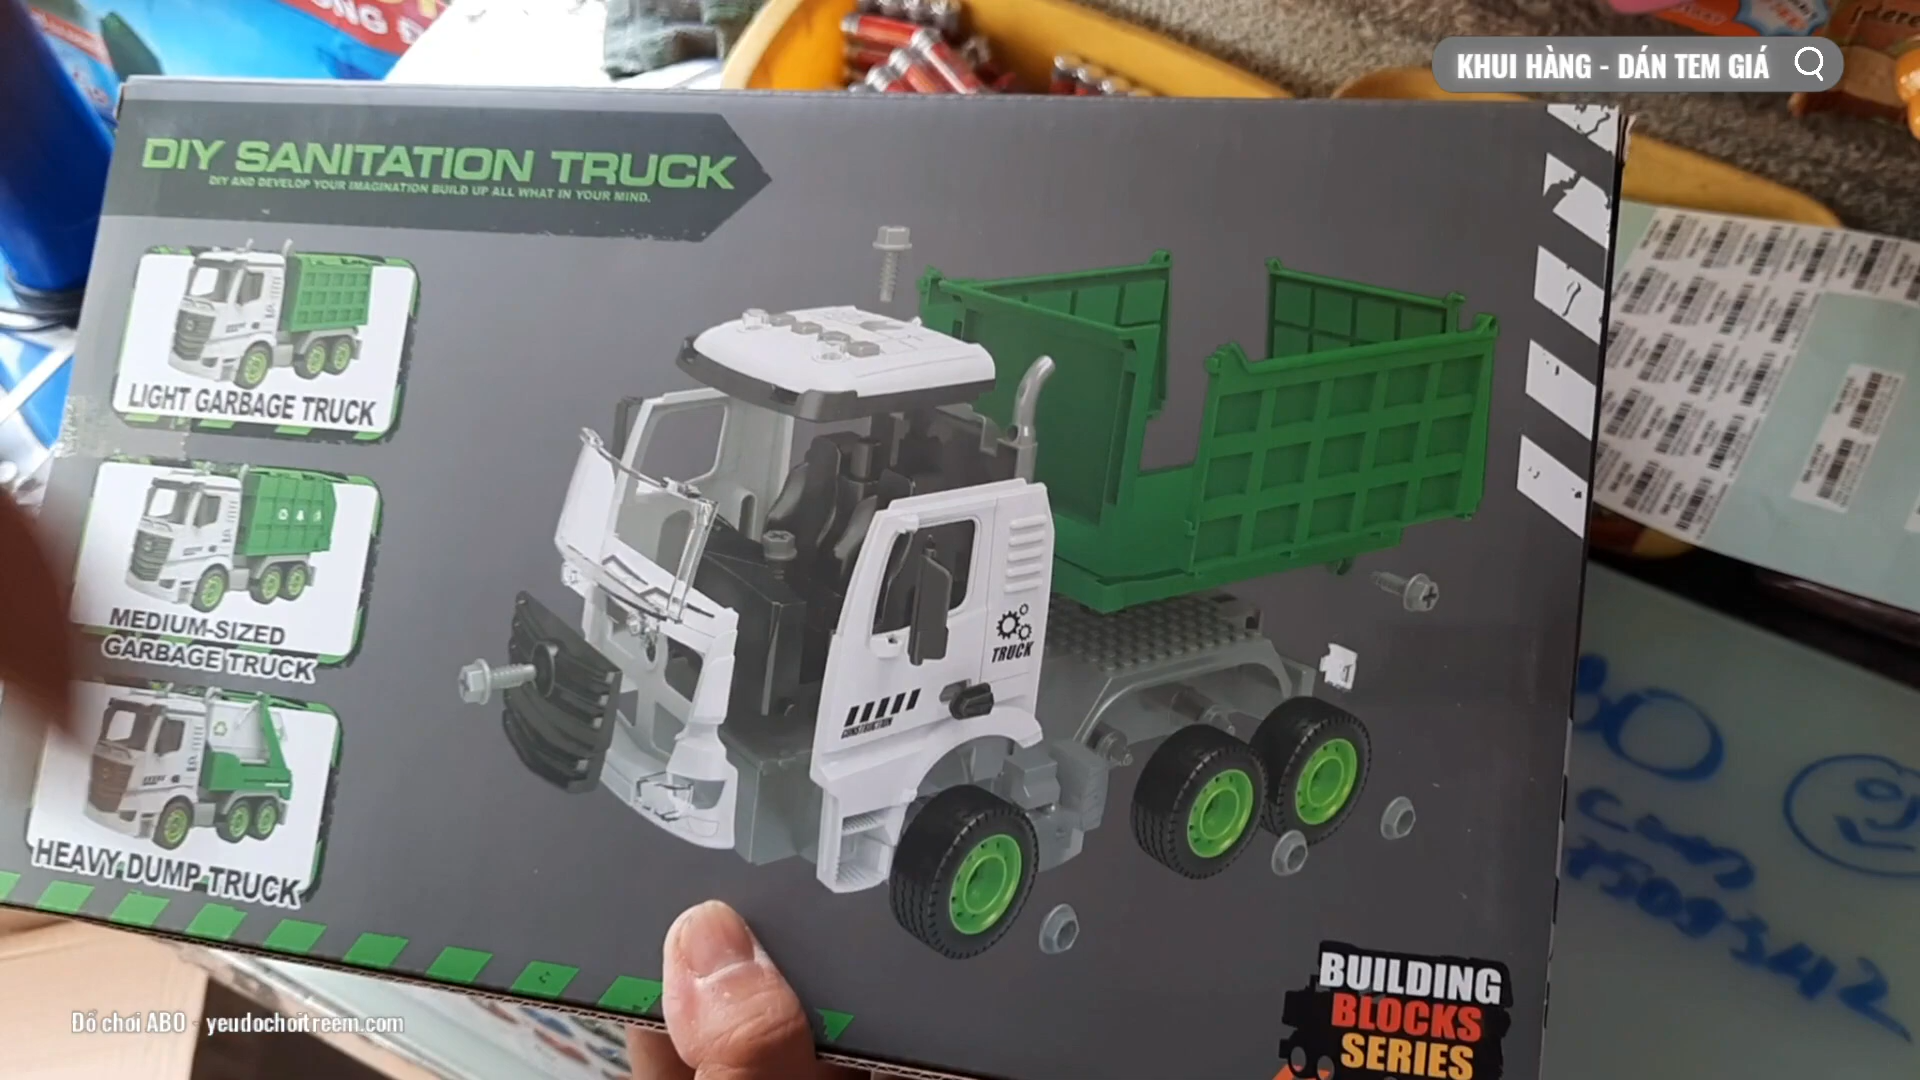 KHUI HÀNG - DÁN TEM GIÁ
DIY SANITATION TRUCK
DIY AND DEVELOP YOUR IMAGINATION BUILD UP ALL WHAT IN YOUR MIND.
LIGHT GARBAGE TRUCK
MEDIUM-SIZED
GARBAGE TRUCK
HEAVY DUMP TRUCK
TRUCK
CONSTRUCTION
BUILDING
BLOCKS
SERIES
Đồ chơi ABO - yeudochoitreem.com